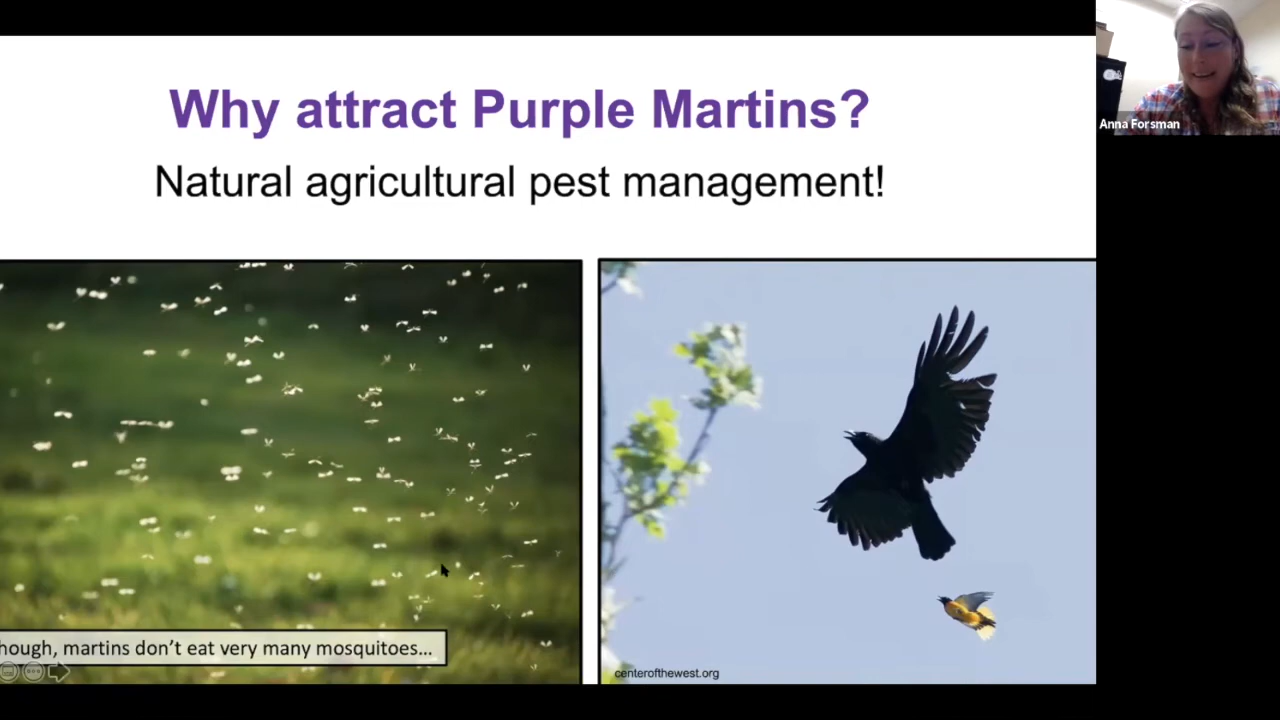 Why attract Purple Martins?
Natural agricultural pest management!
Anna Forsman
hough, martins don't eat very many mosquitoes...
centerofthewest.org